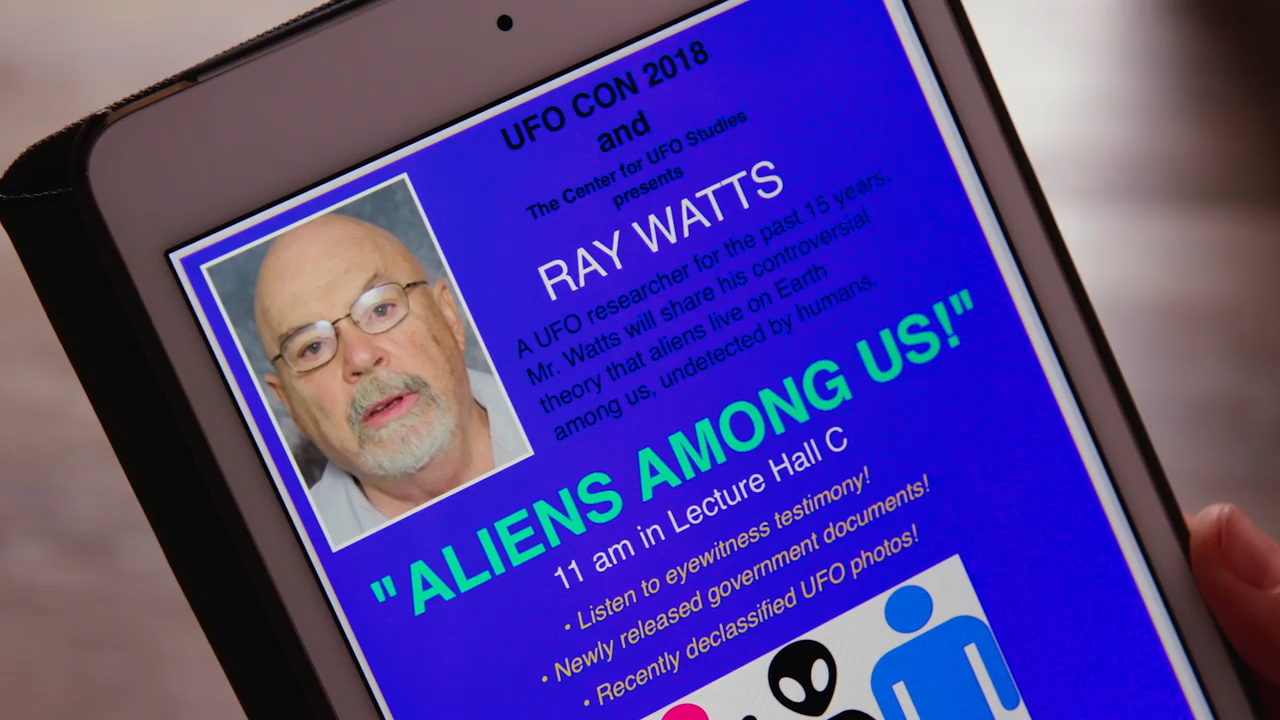 UFO CON 2018
and
The Center for UFO Studies
presents
RAY WATTS
A UFO researcher for the past 15 years,
Mr. Watts will share his controversial
theory that aliens live on Earth
among us, undetected by humans.
"ALIENS AMONG US!"
11 am in Lecture Hall C
• Listen to eyewitness testimony!
• Newly released government documents!
• Recently declassified UFO photos!